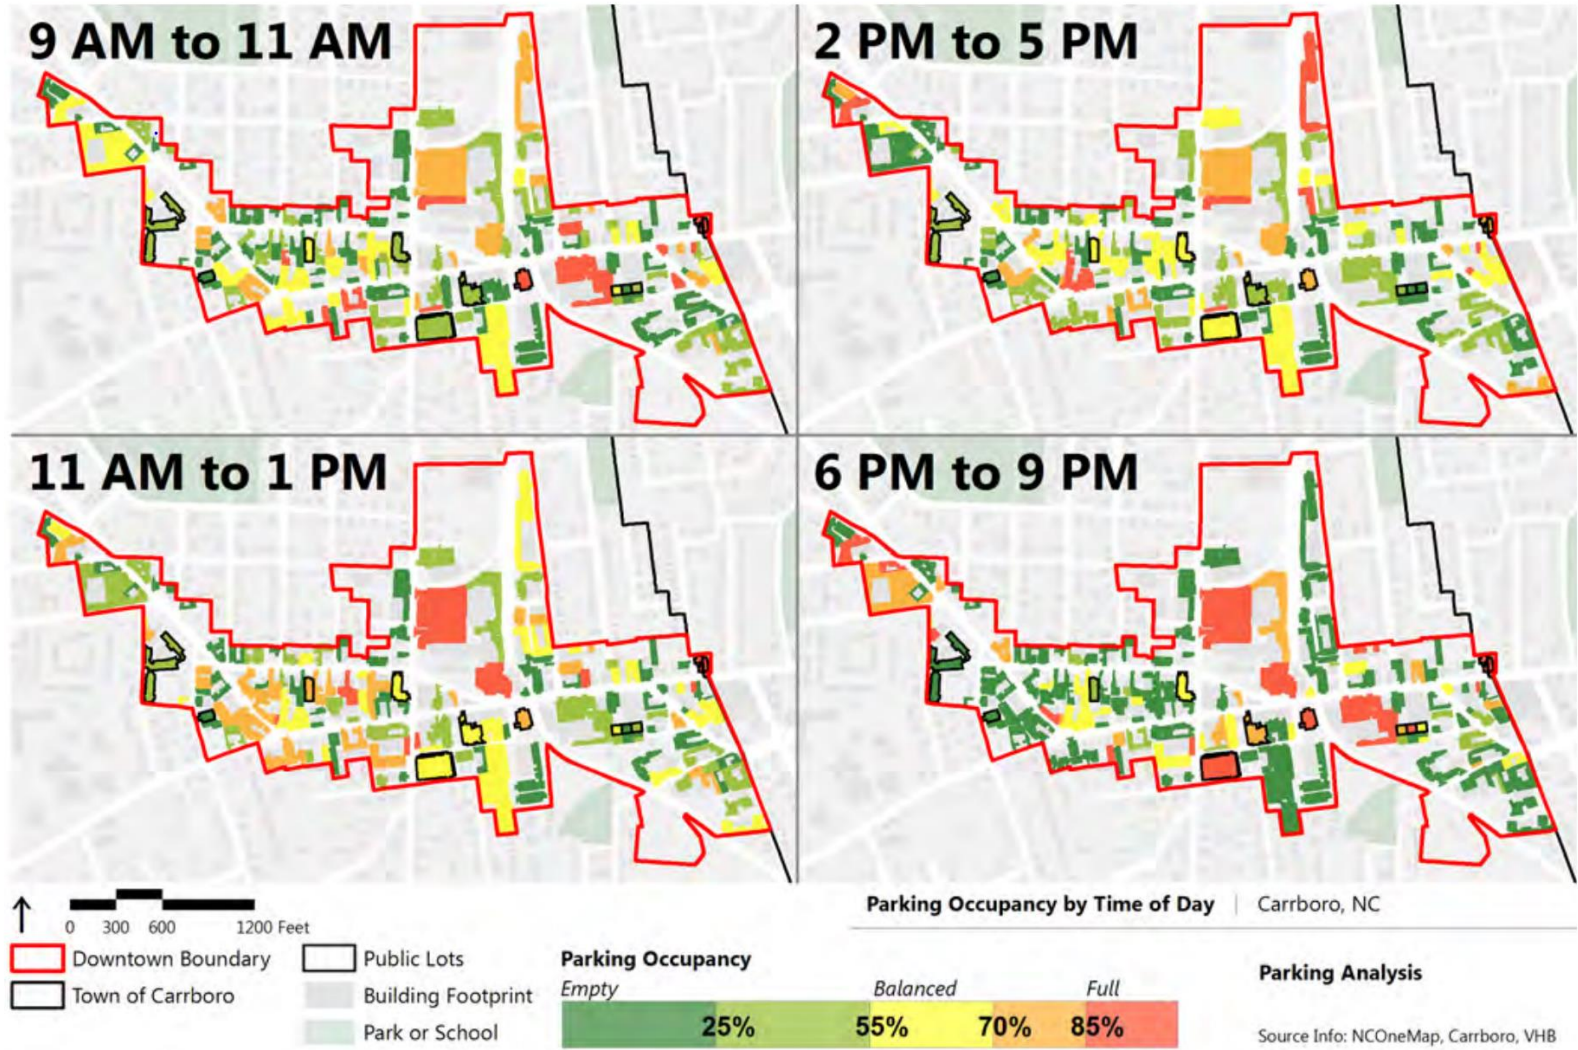 9 AM to 11 AM
2 PM to 5 PM
11 AM to 1 PM
6 PM to 9 PM
0 300 600 1200 Feet
Downtown Boundary
Town of Carrboro
Public Lots
Building Footprint
Park or School
Parking Occupancy
Empty Balanced Full
25% 55% 70% 85%
Parking Occupancy by Time of Day | Carrboro, NC
Parking Analysis
Source Info: NCOneMap, Carrboro, VHB